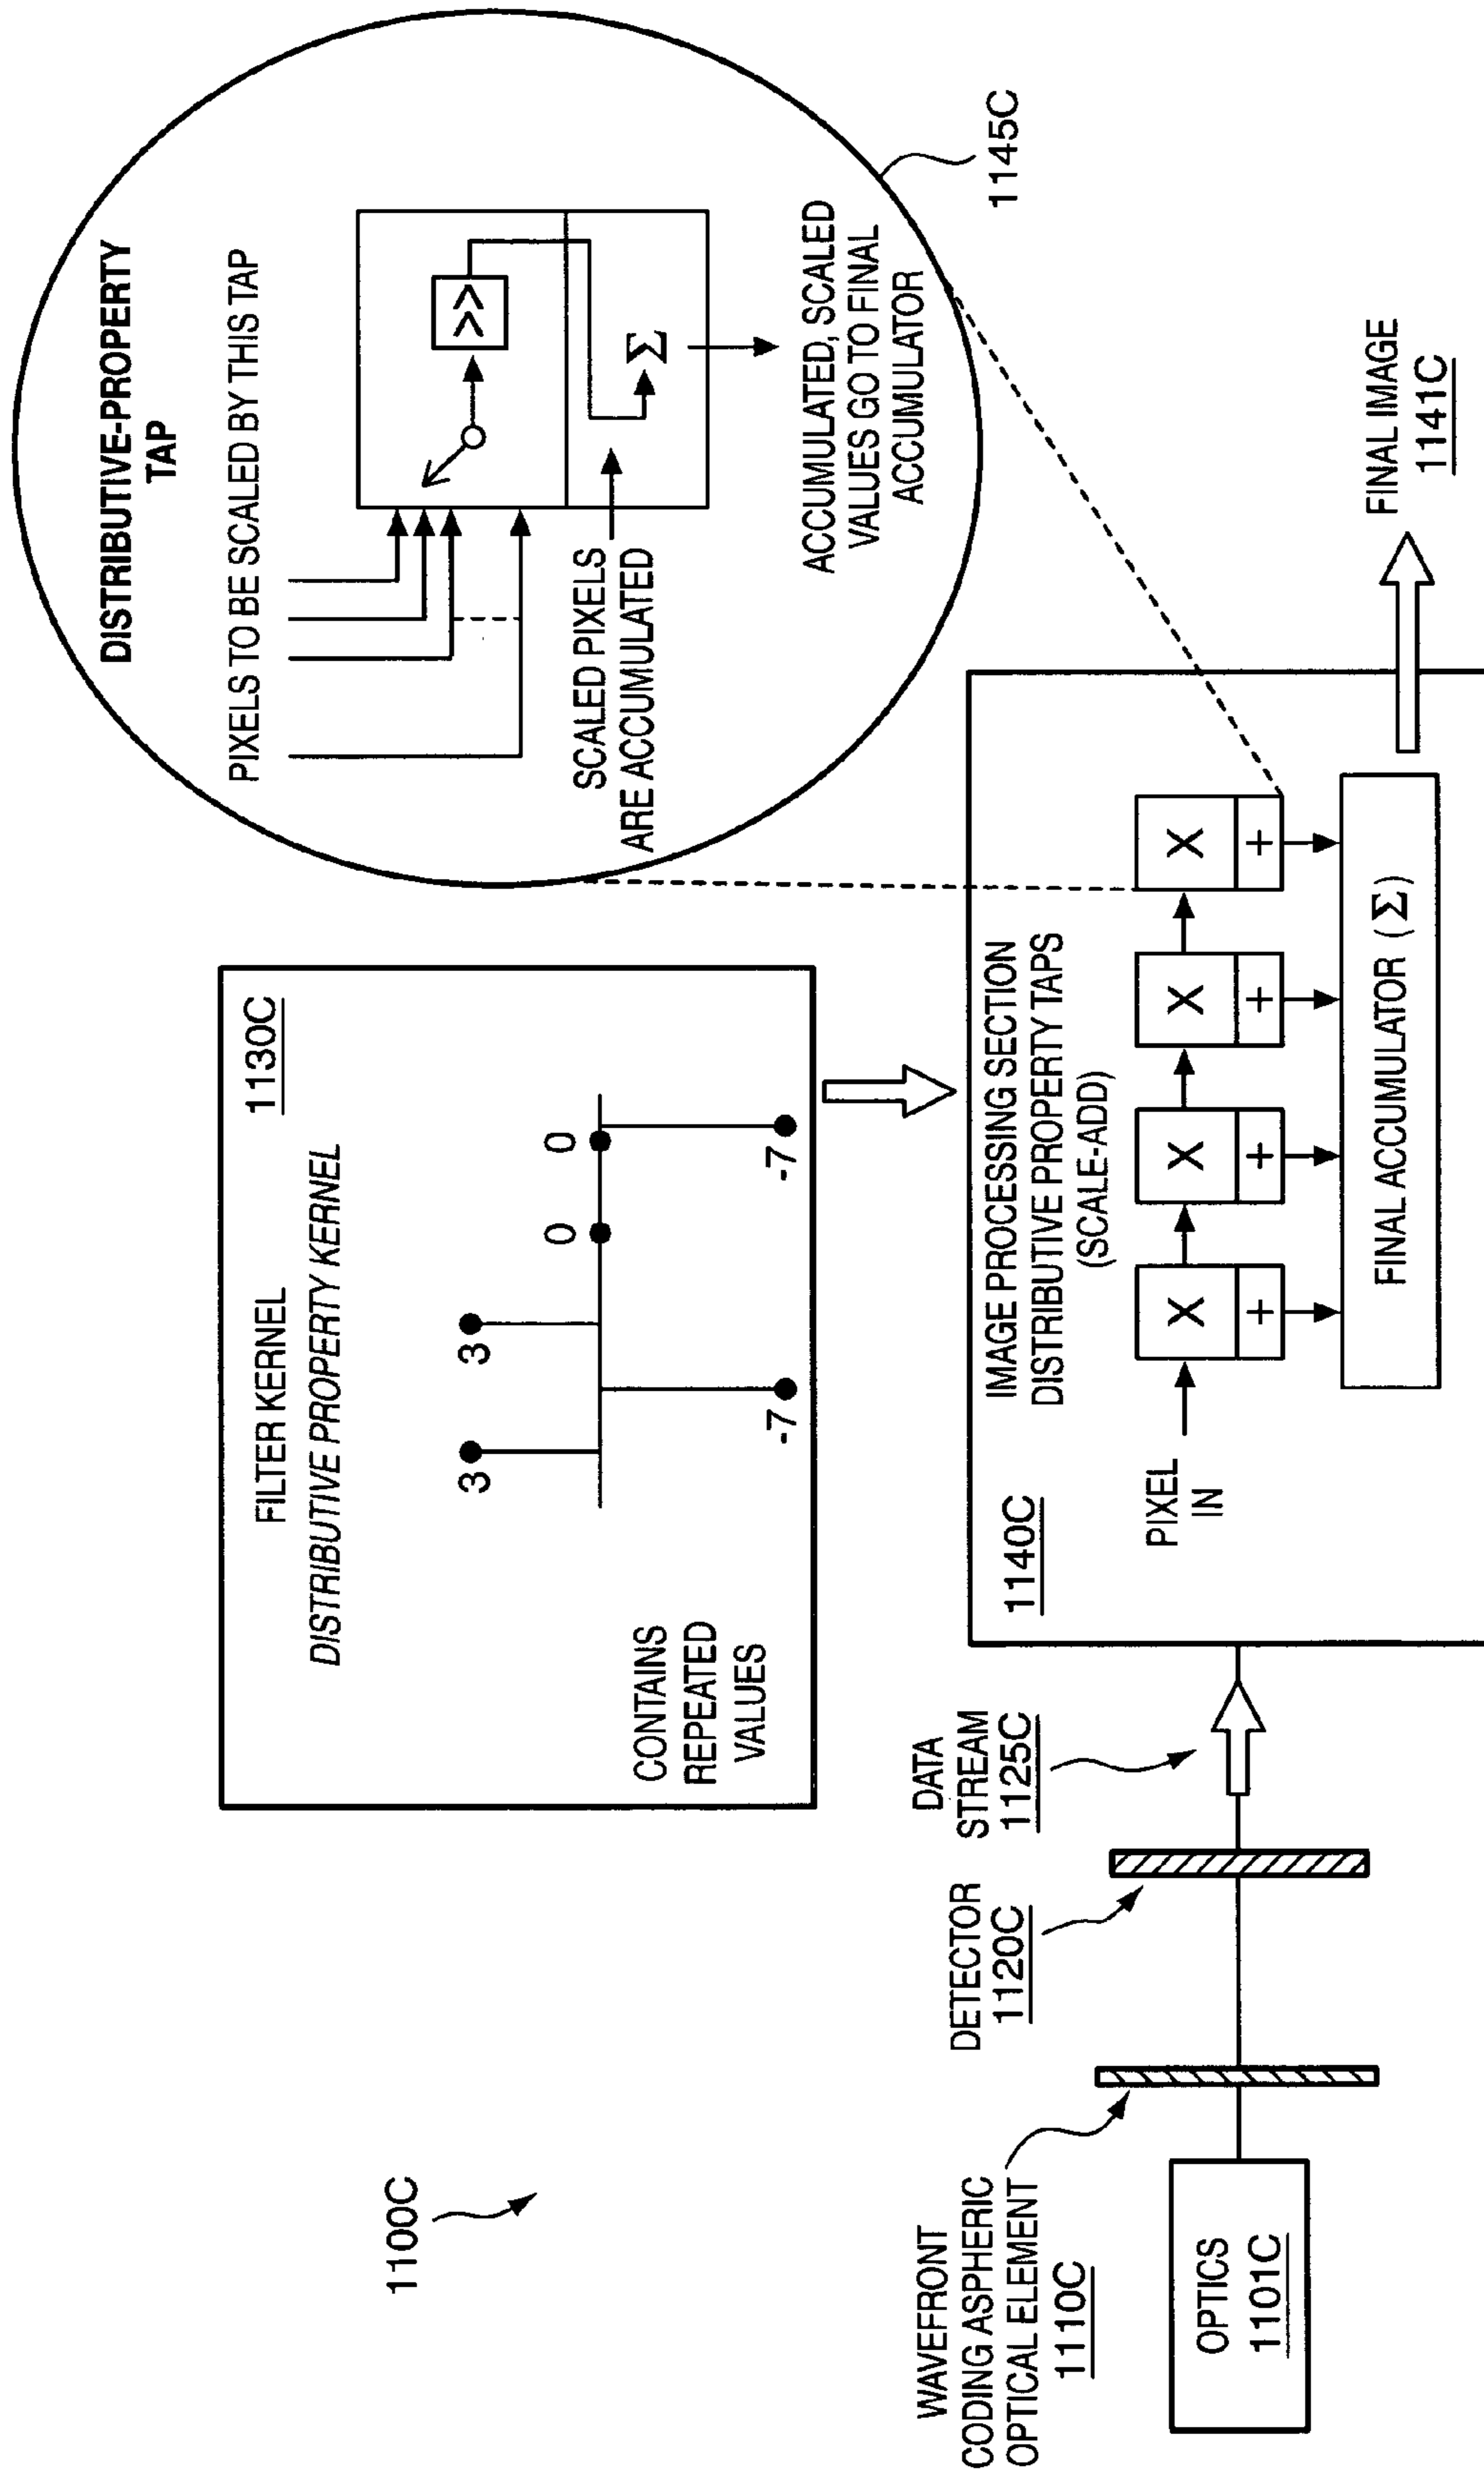 1100C
FILTER KERNEL
1130C
DISTRIBUTIVE PROPERTY KERNEL
3
-7
3
0
0
-7
CONTAINS
REPEATED
VALUES
DISTRIBUTIVE-PROPERTY
TAP
PIXELS TO BE SCALED BY THIS TAP
>>
Σ
SCALED PIXELS
ARE ACCUMULATED
ACCUMULATED, SCALED
VALUES GO TO FINAL
ACCUMULATOR
1145C
WAVEFRONT
CODING ASPHERIC
OPTICAL ELEMENT
1110C
OPTICS
1101C
DETECTOR
1120C
DATA
STREAM
1125C
1140C
IMAGE PROCESSING SECTION
DISTRIBUTIVE PROPERTY TAPS
(SCALE-ADD)
PIXEL
IN
X X X X
+ + + +
FINAL ACCUMULATOR (Σ)
FINAL IMAGE
1141C